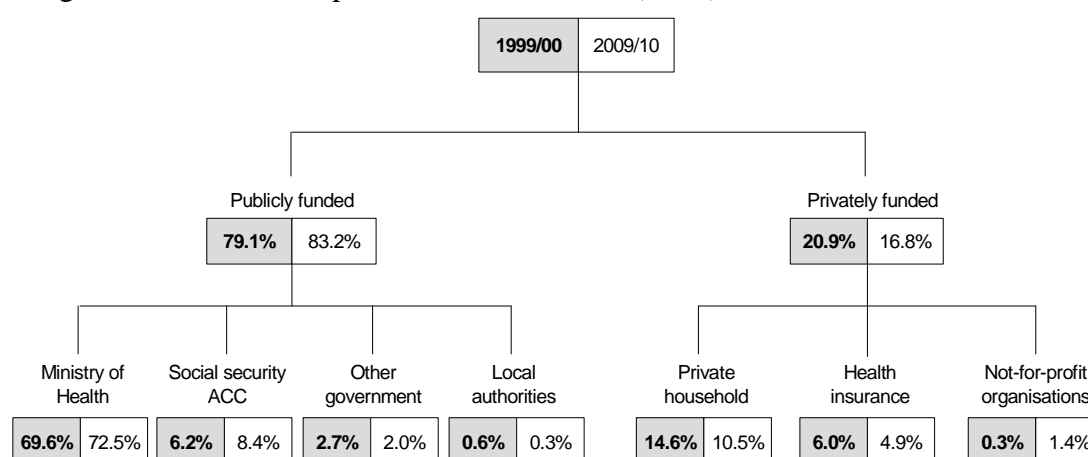 1999/00 2009/10
Publicly funded Privately funded
79.1% 83.2% 20.9% 16.8%
Ministry of Social security Other Local Private Health Not-for-profit
Health ACC government authorities household insurance organisations
69.6% 72.5% 6.2% 8.4% 2.7% 2.0% 0.6% 0.3% 14.6% 10.5% 6.0% 4.9% 0.3% 1.4%